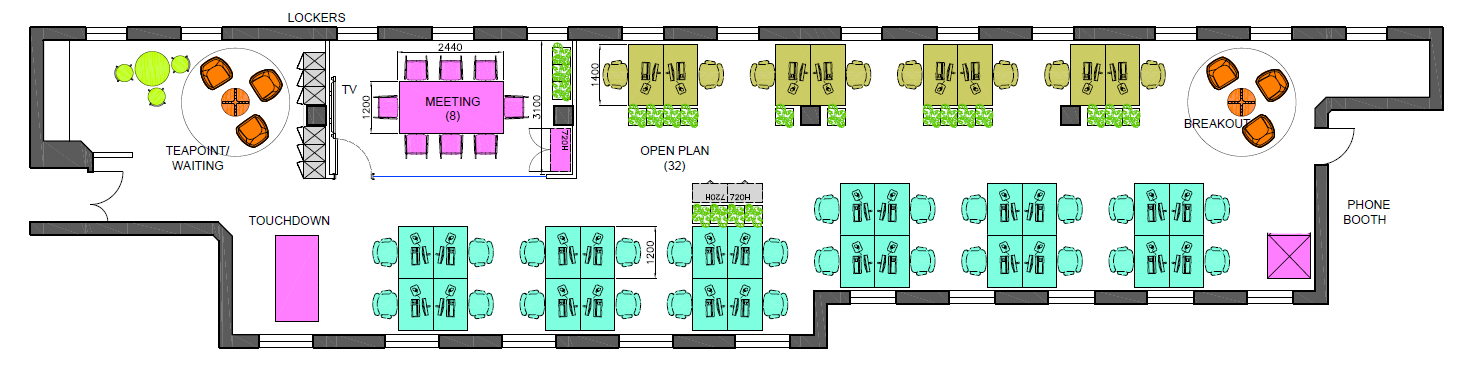 LOCKERS
2440
TV
1200
MEETING
(8)
3100
720H
1400
TEAPOINT/
WAITING
OPEN PLAN
(32)
BREAKOUT
TOUCHDOWN
720H
720H
1200
PHONE
BOOTH